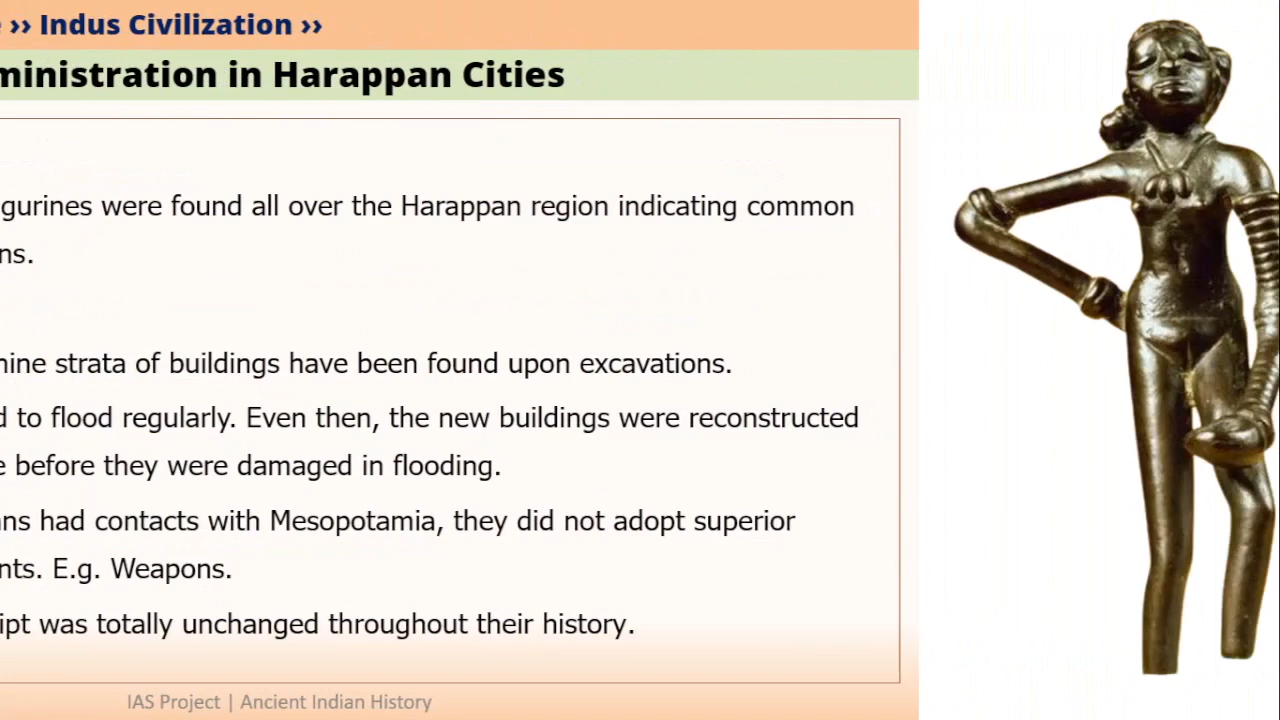 ›› Indus Civilization ››
ministration in Harappan Cities
gurines were found all over the Harappan region indicating common
ns.
nine strata of buildings have been found upon excavations.
d to flood regularly. Even then, the new buildings were reconstructed
e before they were damaged in flooding.
ns had contacts with Mesopotamia, they did not adopt superior
nts. E.g. Weapons.
ipt was totally unchanged throughout their history.
IAS Project | Ancient Indian History